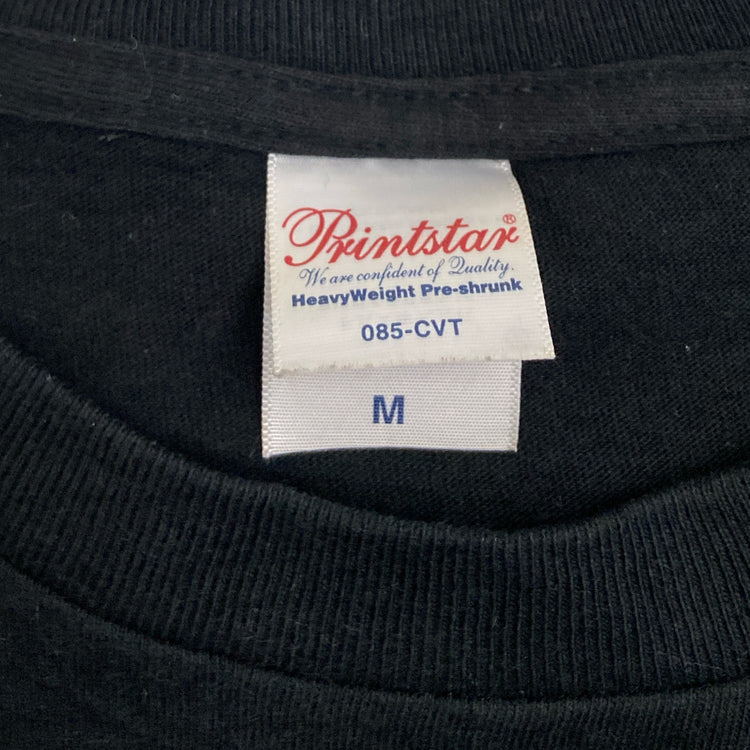 Printstar®
We are confident of Quality.
HeavyWeight Pre-shrunk
085-CVT
M